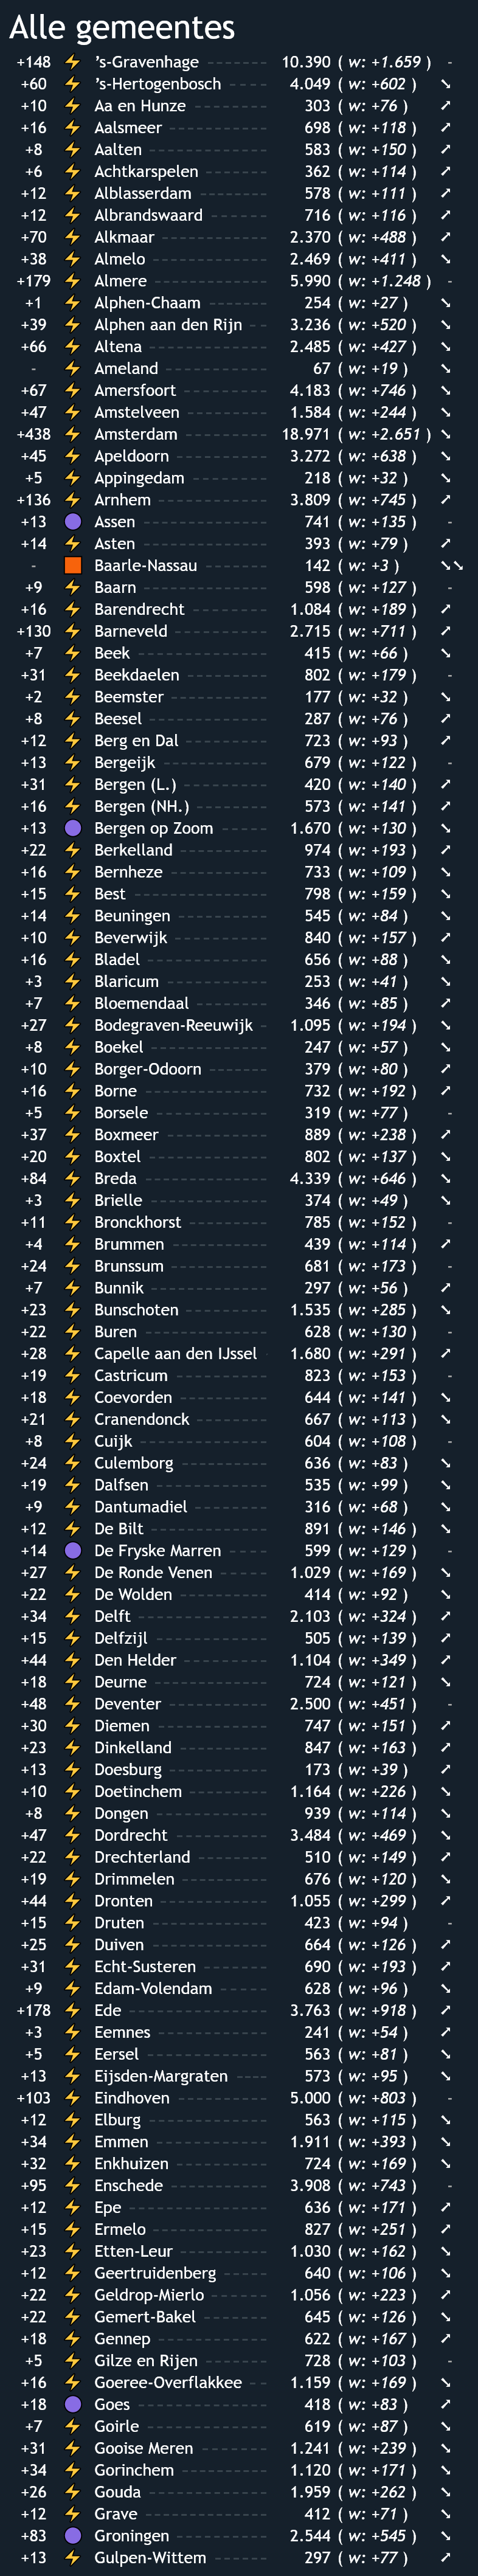 Alle gemeentes
+148 ⚡ 's-Gravenhage 10.390 ( w: +1.659 ) -
+60 ⚡ 's-Hertogenbosch 4.049 ( w: +602 ) ➘
+10 ⚡ Aa en Hunze 303 ( w: +76 ) ➚
+16 ⚡ Aalsmeer 698 ( w: +118 ) ➚
+8 ⚡ Aalten 583 ( w: +150 ) ➚
+6 ⚡ Achtkarspelen 362 ( w: +114 ) ➚
+12 ⚡ Alblasserdam 578 ( w: +111 ) ➚
+12 ⚡ Albrandswaard 716 ( w: +116 ) ➚
+70 ⚡ Alkmaar 2.370 ( w: +488 ) ➚
+38 ⚡ Almelo 2.469 ( w: +411 ) ➘
+179 ⚡ Almere 5.990 ( w: +1.248 ) -
+1 ⚡ Alphen-Chaam 254 ( w: +27 ) ➘
+39 ⚡ Alphen aan den Rijn 3.236 ( w: +520 ) ➘
+66 ⚡ Altena 2.485 ( w: +427 ) ➘
- ⚡ Ameland 67 ( w: +19 ) ➘
+67 ⚡ Amersfoort 4.183 ( w: +746 ) ➘
+47 ⚡ Amstelveen 1.584 ( w: +244 ) ➘
+438 ⚡ Amsterdam 18.971 ( w: +2.651 ) ➘
+45 ⚡ Apeldoorn 3.272 ( w: +638 ) ➘
+5 ⚡ Appingedam 218 ( w: +32 ) ➘
+136 ⚡ Arnhem 3.809 ( w: +745 ) ➚
+13 Assen 741 ( w: +135 ) -
+14 ⚡ Asten 393 ( w: +79 ) ➚
- Baarle-Nassau 142 ( w: +3 ) ➘➘
+9 ⚡ Baarn 598 ( w: +127 ) -
+16 ⚡ Barendrecht 1.084 ( w: +189 ) ➚
+130 ⚡ Barneveld 2.715 ( w: +711 ) ➚
+7 ⚡ Beek 415 ( w: +66 ) ➘
+31 ⚡ Beekdaelen 802 ( w: +179 ) -
+2 ⚡ Beemster 177 ( w: +32 ) ➘
+8 ⚡ Beesel 287 ( w: +76 ) ➚
+12 ⚡ Berg en Dal 723 ( w: +93 ) ➚
+13 ⚡ Bergeijk 679 ( w: +122 ) -
+31 ⚡ Bergen (L.) 420 ( w: +140 ) ➚
+16 ⚡ Bergen (NH.) 573 ( w: +141 ) ➚
+13 Bergen op Zoom 1.670 ( w: +130 ) ➘
+22 ⚡ Berkelland 974 ( w: +193 ) ➚
+16 ⚡ Bernheze 733 ( w: +109 ) ➘
+15 ⚡ Best 798 ( w: +159 ) ➘
+14 ⚡ Beuningen 545 ( w: +84 ) ➘
+10 ⚡ Beverwijk 840 ( w: +157 ) ➚
+16 ⚡ Bladel 656 ( w: +88 ) ➘
+3 ⚡ Blaricum 253 ( w: +41 ) ➘
+7 ⚡ Bloemendaal 346 ( w: +85 ) ➚
+27 ⚡ Bodegraven-Reeuwijk 1.095 ( w: +194 ) ➘
+8 ⚡ Boekel 247 ( w: +57 ) ➘
+10 ⚡ Borger-Odoorn 379 ( w: +80 ) ➚
+16 ⚡ Borne 732 ( w: +192 ) ➚
+5 ⚡ Borsele 319 ( w: +77 ) -
+37 ⚡ Boxmeer 889 ( w: +238 ) ➚
+20 ⚡ Boxtel 802 ( w: +137 ) ➘
+84 ⚡ Breda 4.339 ( w: +646 ) ➘
+3 ⚡ Brielle 374 ( w: +49 ) ➘
+11 ⚡ Bronckhorst 785 ( w: +152 ) -
+4 ⚡ Brummen 439 ( w: +114 ) ➚
+24 ⚡ Brunssum 681 ( w: +173 ) -
+7 ⚡ Bunnik 297 ( w: +56 ) ➚
+23 ⚡ Bunschoten 1.535 ( w: +285 ) ➘
+22 ⚡ Buren 628 ( w: +130 ) -
+28 ⚡ Capelle aan den IJssel 1.680 ( w: +291 ) ➚
+19 ⚡ Castricum 823 ( w: +153 ) -
+18 ⚡ Coevorden 644 ( w: +141 ) ➘
+21 ⚡ Cranendonck 667 ( w: +113 ) ➘
+8 ⚡ Cuijk 604 ( w: +108 ) -
+24 ⚡ Culemborg 636 ( w: +83 ) ➘
+19 ⚡ Dalfsen 535 ( w: +99 ) ➘
+9 ⚡ Dantumadiel 316 ( w: +68 ) ➘
+12 ⚡ De Bilt 891 ( w: +146 ) ➘
+14 De Fryske Marren 599 ( w: +129 ) -
+27 ⚡ De Ronde Venen 1.029 ( w: +169 ) ➘
+22 ⚡ De Wolden 414 ( w: +92 ) ➘
+34 ⚡ Delft 2.103 ( w: +324 ) ➚
+15 ⚡ Delfzijl 505 ( w: +139 ) ➚
+44 ⚡ Den Helder 1.104 ( w: +349 ) ➚
+18 ⚡ Deurne 724 ( w: +121 ) ➘
+48 ⚡ Deventer 2.500 ( w: +451 ) -
+30 ⚡ Diemen 747 ( w: +151 ) ➚
+23 ⚡ Dinkelland 847 ( w: +163 ) ➚
+13 ⚡ Doesburg 173 ( w: +39 ) ➚
+10 ⚡ Doetinchem 1.164 ( w: +226 ) ➘
+8 ⚡ Dongen 939 ( w: +114 ) ➘
+47 ⚡ Dordrecht 3.484 ( w: +469 ) ➘
+22 ⚡ Drechterland 510 ( w: +149 ) ➚
+19 ⚡ Drimmelen 676 ( w: +120 ) ➘
+44 ⚡ Dronten 1.055 ( w: +299 ) ➚
+15 ⚡ Druten 423 ( w: +94 ) -
+25 ⚡ Duiven 664 ( w: +126 ) ➚
+31 ⚡ Echt-Susteren 690 ( w: +193 ) ➚
+9 ⚡ Edam-Volendam 628 ( w: +96 ) ➘
+178 ⚡ Ede 3.763 ( w: +918 ) ➚
+3 ⚡ Eemnes 241 ( w: +54 ) ➚
+5 ⚡ Eersel 563 ( w: +81 ) ➘
+13 ⚡ Eijsden-Margraten 573 ( w: +95 ) ➘
+103 ⚡ Eindhoven 5.000 ( w: +803 ) -
+12 ⚡ Elburg 563 ( w: +115 ) ➘
+34 ⚡ Emmen 1.911 ( w: +393 ) ➘
+32 ⚡ Enkhuizen 724 ( w: +169 ) ➘
+95 ⚡ Enschede 3.908 ( w: +743 ) -
+12 ⚡ Epe 636 ( w: +171 ) ➚
+15 ⚡ Ermelo 827 ( w: +251 ) ➚
+23 ⚡ Etten-Leur 1.030 ( w: +162 ) ➘
+12 ⚡ Geertruidenberg 640 ( w: +106 ) ➘
+22 ⚡ Geldrop-Mierlo 1.056 ( w: +223 ) ➚
+22 ⚡ Gemert-Bakel 645 ( w: +126 ) ➘
+18 ⚡ Gennep 622 ( w: +167 ) ➚
+5 ⚡ Gilze en Rijen 728 ( w: +103 ) -
+16 ⚡ Goeree-Overflakkee 1.159 ( w: +169 ) ➘
+18 Goes 418 ( w: +83 ) ➚
+7 ⚡ Goirle 619 ( w: +87 ) ➘
+31 ⚡ Gooise Meren 1.241 ( w: +239 ) ➘
+34 ⚡ Gorinchem 1.120 ( w: +171 ) ➘
+26 ⚡ Gouda 1.959 ( w: +262 ) ➘
+12 ⚡ Grave 412 ( w: +71 ) ➘
+83 Groningen 2.544 ( w: +545 ) ➘
+13 ⚡ Gulpen-Wittem 297 ( w: +77 ) ➚